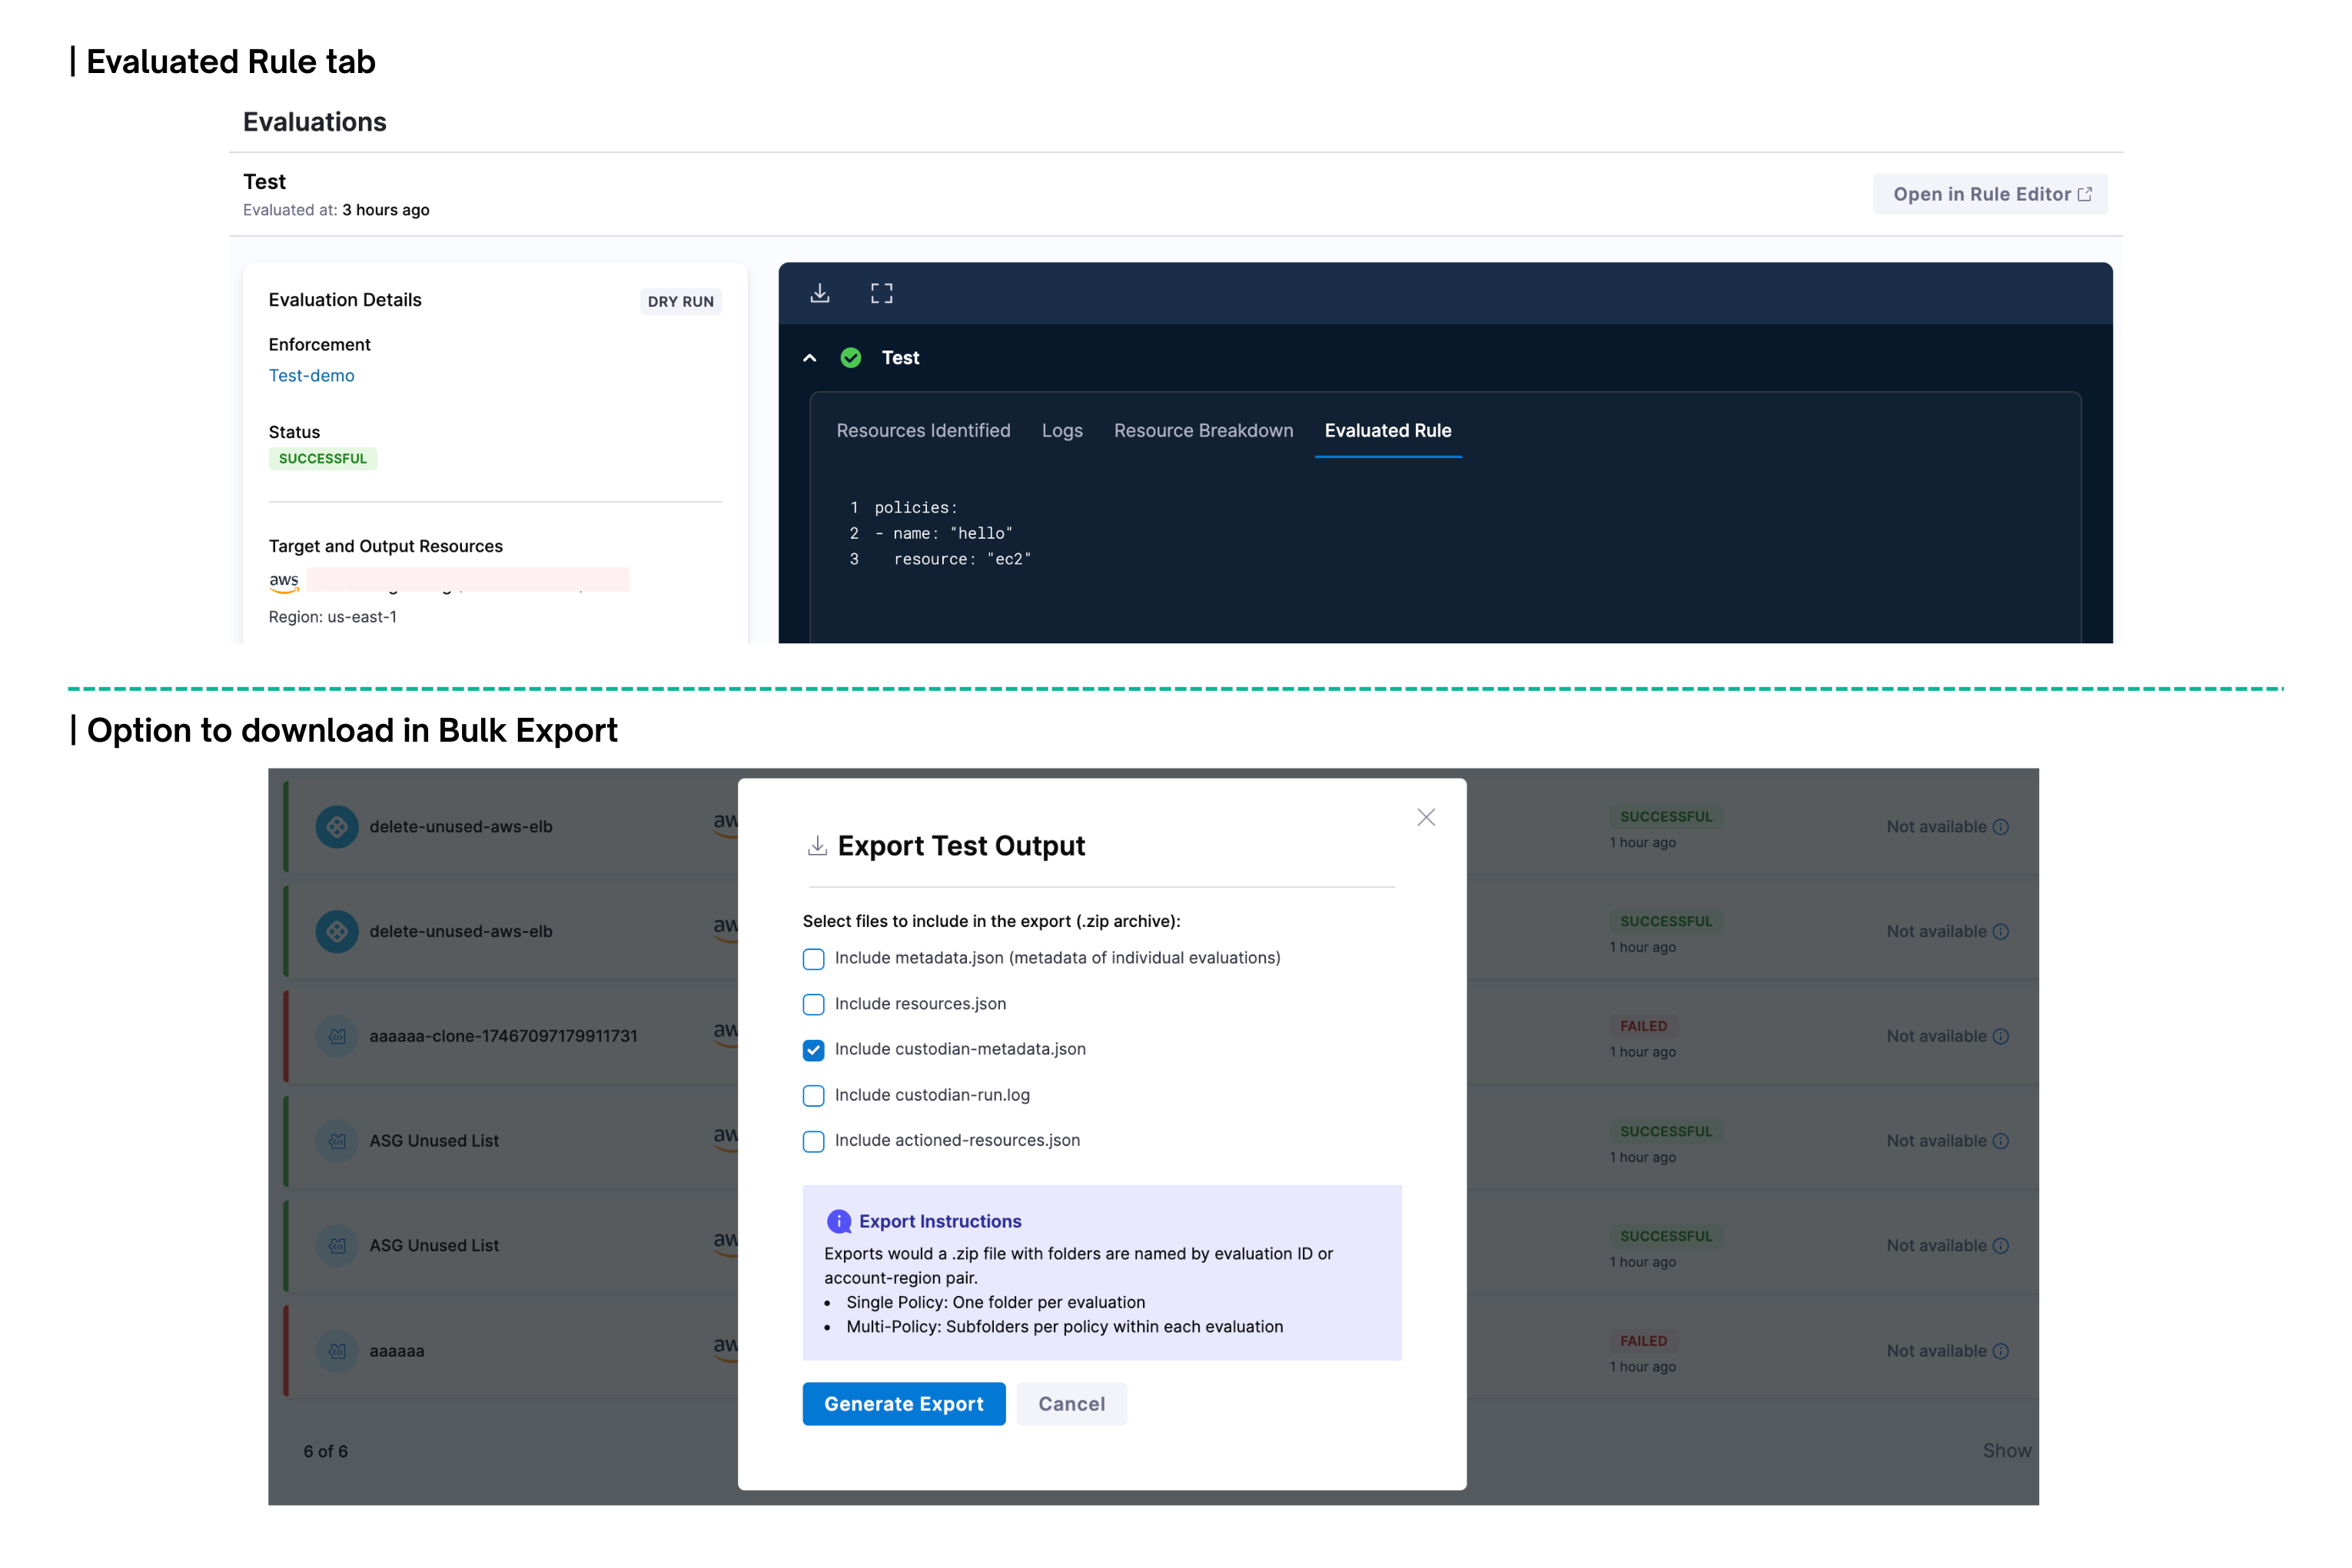 | Evaluated Rule tab
Evaluations
Test
Evaluated at: 3 hours ago
Open in Rule Editor
Evaluation Details
DRY RUN
Enforcement
Test-demo
Status
SUCCESSFUL
Target and Output Resources
aws
Region: us-east-1
Test
Resources Identified Logs Resource Breakdown Evaluated Rule
1 policies:
2 - name: "hello"
3 resource: "ec2"
| Option to download in Bulk Export
delete-unused-aws-elb
SUCCESSFUL
1 hour ago
Not available
delete-unused-aws-elb
SUCCESSFUL
1 hour ago
Not available
aaaaaa-clone-17467097179911731
FAILED
1 hour ago
Not available
ASG Unused List
SUCCESSFUL
1 hour ago
Not available
ASG Unused List
SUCCESSFUL
1 hour ago
Not available
aaaaaa
FAILED
1 hour ago
Not available
6 of 6
Show
Export Test Output
Select files to include in the export (.zip archive):
Include metadata.json (metadata of individual evaluations)
Include resources.json
Include custodian-metadata.json
Include custodian-run.log
Include actioned-resources.json
Export Instructions
Exports would a .zip file with folders are named by evaluation ID or
account-region pair.
• Single Policy: One folder per evaluation
• Multi-Policy: Subfolders per policy within each evaluation
Generate Export
Cancel